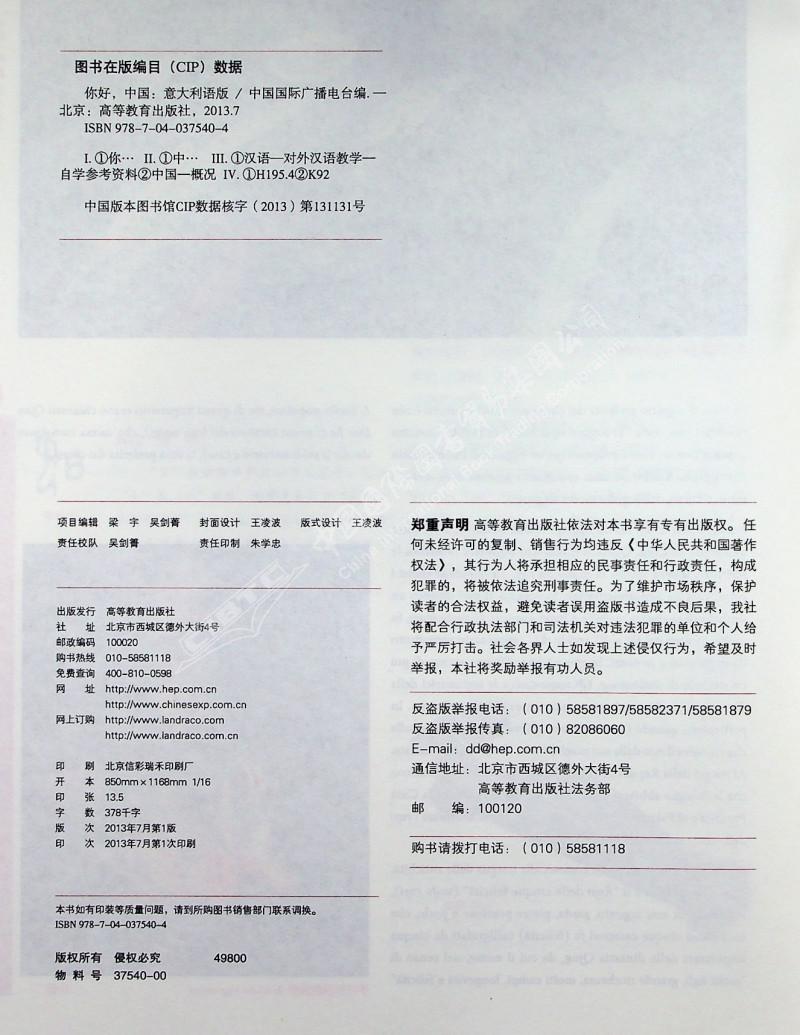 图书在版编目（CIP）数据
你好，中国：意大利语版 / 中国国际广播电台编. —
北京：高等教育出版社，2013.7
ISBN 978-7-04-037540-4
I. ①你… II. ①中… III. ①汉语—对外汉语教学—
自学参考资料②中国—概况 IV. ①H195.4②K92
中国版本图书馆CIP数据核字（2013）第131131号
项目编辑 梁 宇 吴剑菁 封面设计 王凌波 版式设计 王凌波
责任校队 吴剑菁 责任印制 朱学忠
出版发行 高等教育出版社
社 址 北京市西城区德外大街4号
邮政编码 100020
购书热线 010-58581118
免费查询 400-810-0598
网 址 http://www.hep.com.cn
http://www.chinesexp.com.cn
网上订购 http://www.landraco.com
http://www.landraco.com.cn
印 刷 北京信彩瑞禾印刷厂
开 本 850mm×1168mm 1/16
印 张 13.5
字 数 378千字
版 次 2013年7月第1版
印 次 2013年7月第1次印刷
本书如有印装等质量问题，请到所购图书销售部门联系调换。
ISBN 978-7-04-037540-4
版权所有 侵权必究 49800
物 料 号 37540-00
郑重声明 高等教育出版社依法对本书享有专有出版权。任
何未经许可的复制、销售行为均违反《中华人民共和国著作
权法》，其行为人将承担相应的民事责任和行政责任，构成
犯罪的，将被依法追究刑事责任。为了维护市场秩序，保护
读者的合法权益，避免读者误用盗版书造成不良后果，我社
将配合行政执法部门和司法机关对违法犯罪的单位和个人给
予严厉打击。社会各界人士如发现上述侵仅行为，希望及时
举报，本社将奖励举报有功人员。
反盗版举报电话：（010）58581897/58582371/58581879
反盗版举报传真：（010）82086060
E-mail：dd@hep.com.cn
通信地址：北京市西城区德外大街4号
高等教育出版社法务部
邮 编：100120
购书请拨打电话：（010）58581118